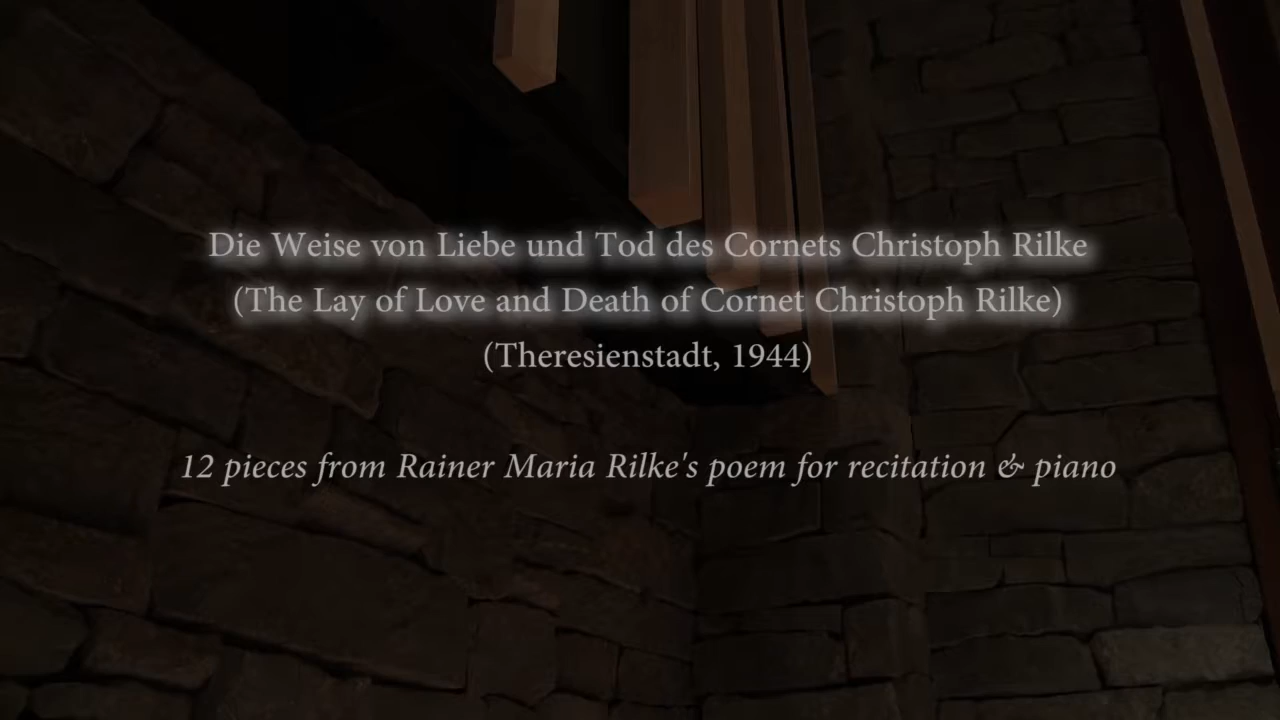 Die Weise von Liebe und Tod des Cornets Christoph Rilke
(The Lay of Love and Death of Cornet Christoph Rilke)
(Theresienstadt, 1944)
12 pieces from Rainer Maria Rilke's poem for recitation & piano